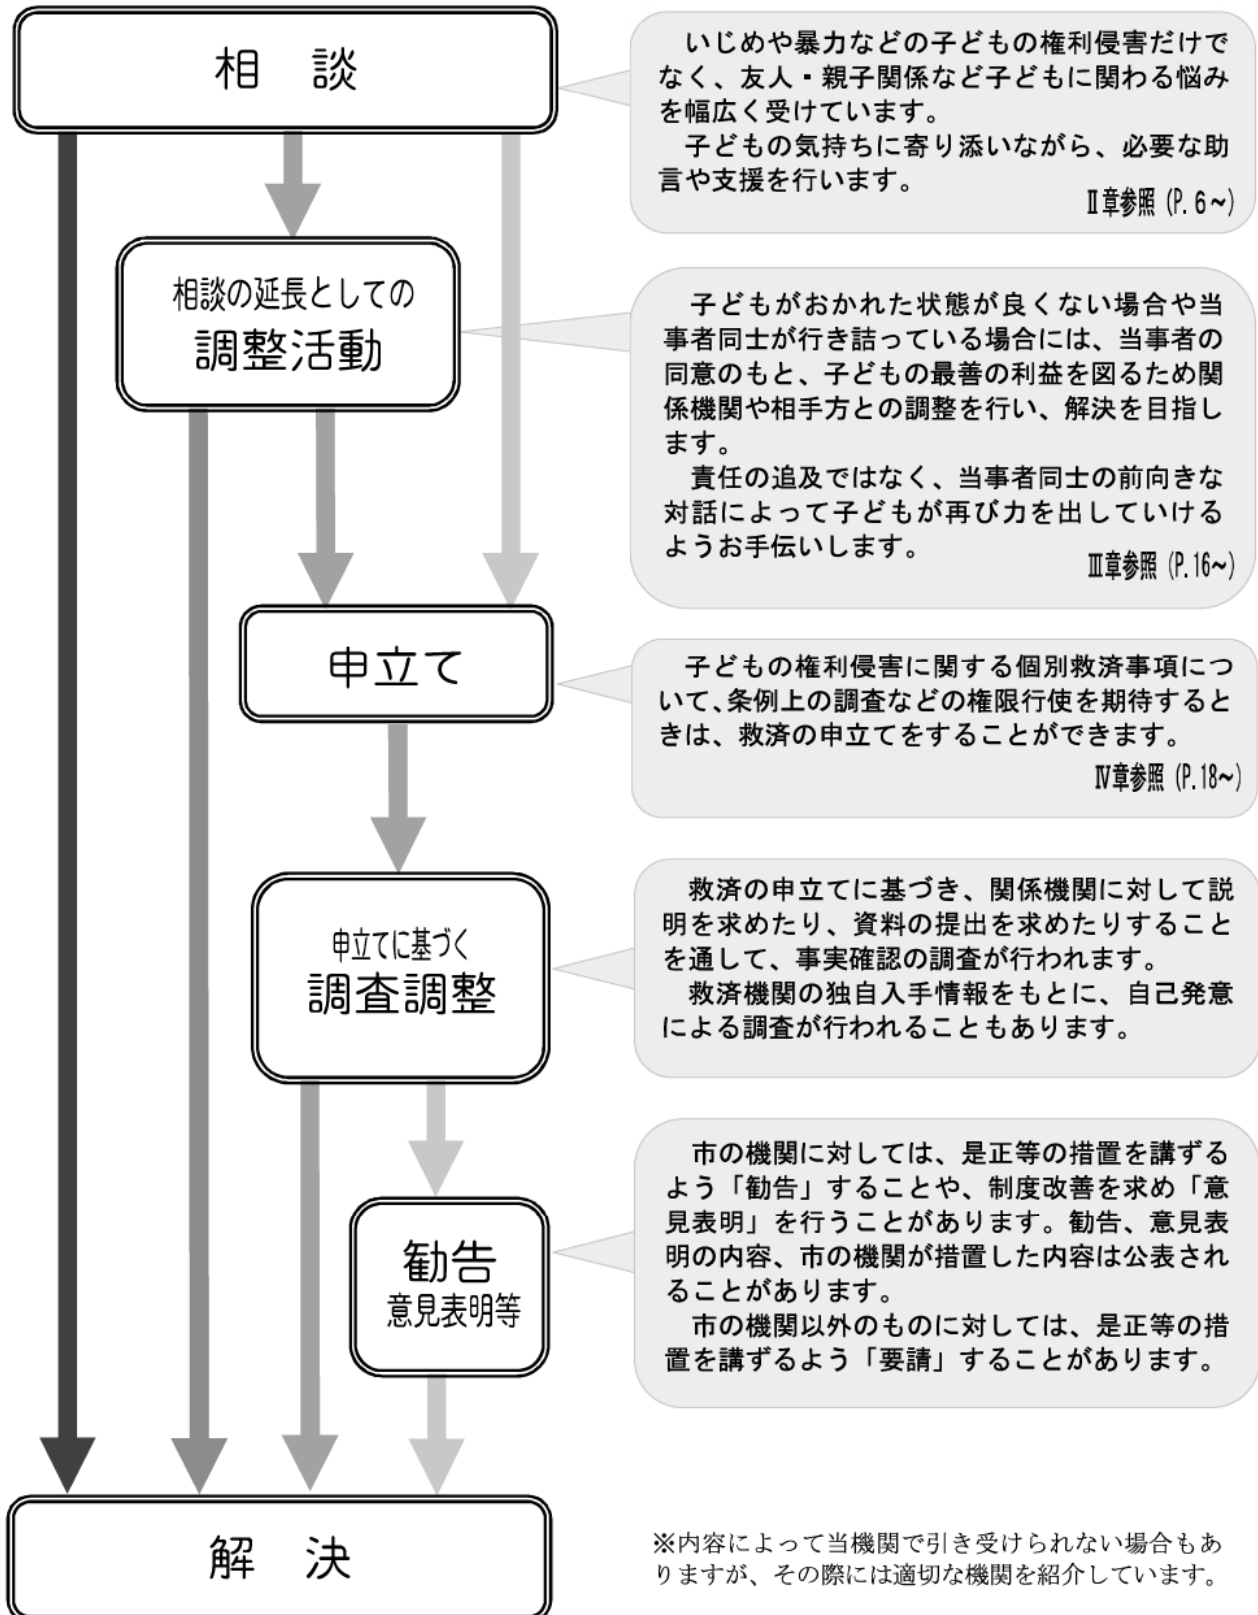 相　談
いじめや暴力などの子どもの権利侵害だけで
なく、友人・親子関係など子どもに関わる悩み
を幅広く受けています。
子どもの気持ちに寄り添いながら、必要な助
言や支援を行います。
Ⅱ章参照（P.6～）
相談の延長としての
調整活動
子どもがおかれた状態が良くない場合や当
事者同士が行き詰っている場合には、当事者の
同意のもと、子どもの最善の利益を図るため関
係機関や相手方との調整を行い、解決を目指し
ます。
責任の追及ではなく、当事者同士の前向きな
対話によって子どもが再び力を出していける
ようお手伝いします。
Ⅲ章参照（P.16～）
申立て
子どもの権利侵害に関する個別救済事項につ
いて、条例上の調査などの権限行使を期待すると
きは、救済の申立てをすることができます。
Ⅳ章参照（P.18～）
申立てに基づく
調査調整
救済の申立てに基づき、関係機関に対して説
明を求めたり、資料の提出を求めたりすること
を通して、事実確認の調査が行われます。
救済機関の独自入手情報をもとに、自己発意
による調査が行われることもあります。
勧告
意見表明等
市の機関に対しては、是正等の措置を講ずる
よう「勧告」することや、制度改善を求め「意
見表明」を行うことがあります。勧告、意見表
明の内容、市の機関が措置した内容は公表され
ることがあります。
市の機関以外のものに対しては、是正等の措
置を講ずるよう「要請」することがあります。
解　決
※内容によって当機関で引き受けられない場合もあ
りますが、その際には適切な機関を紹介しています。